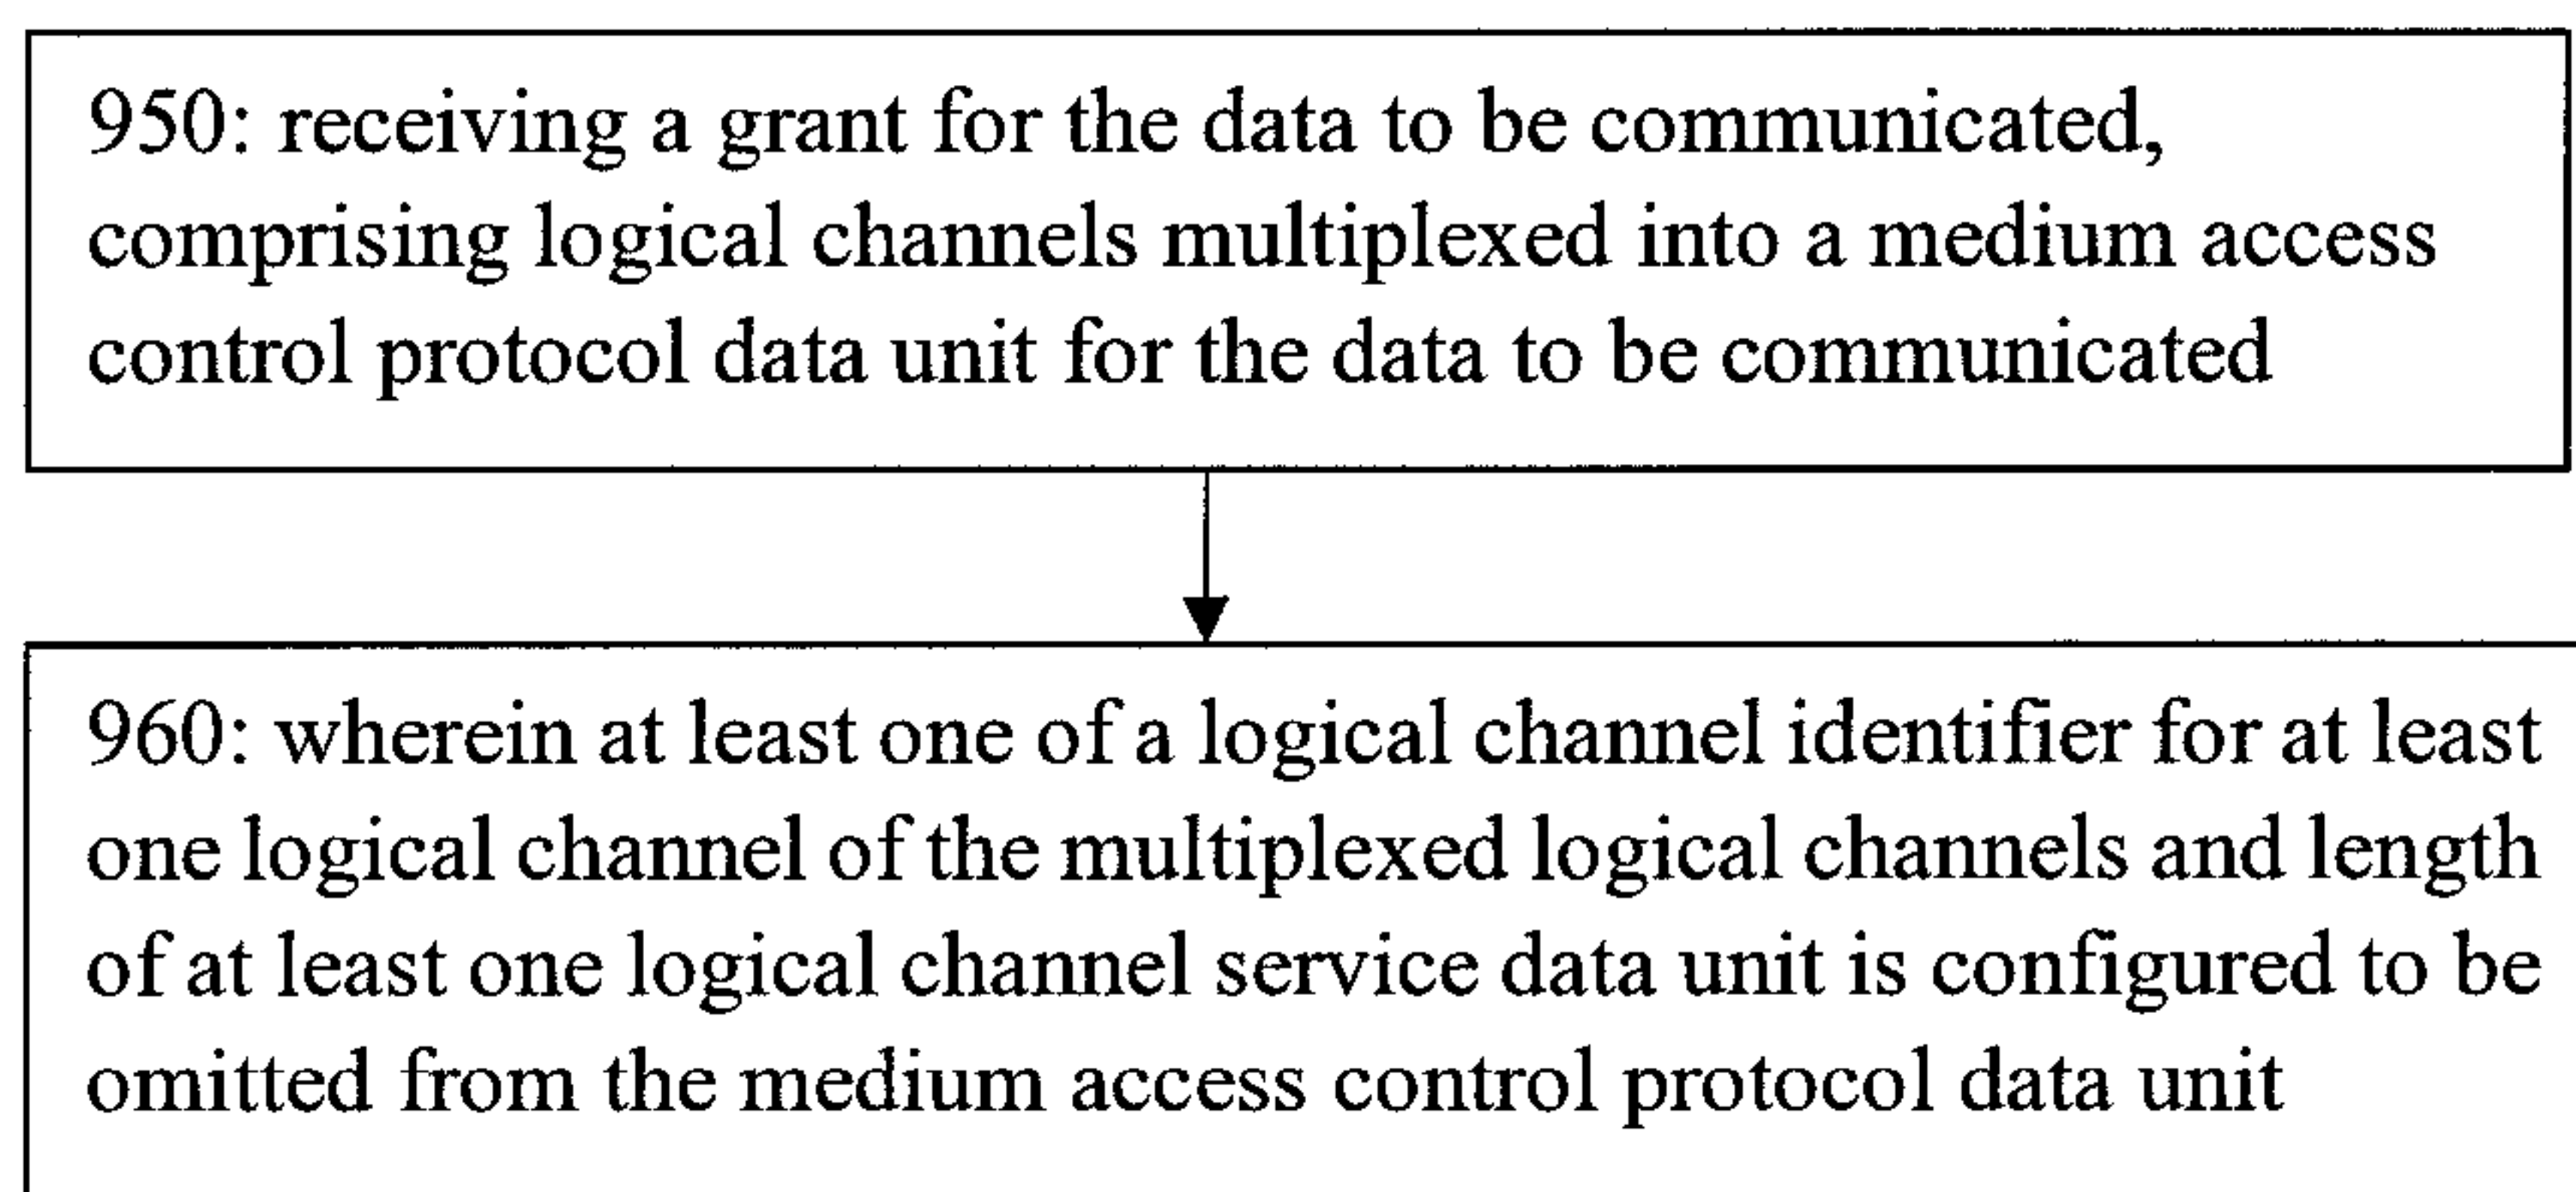 950: receiving a grant for the data to be communicated,
comprising logical channels multiplexed into a medium access
control protocol data unit for the data to be communicated
960: wherein at least one of a logical channel identifier for at least
one logical channel of the multiplexed logical channels and length
of at least one logical channel service data unit is configured to be
omitted from the medium access control protocol data unit